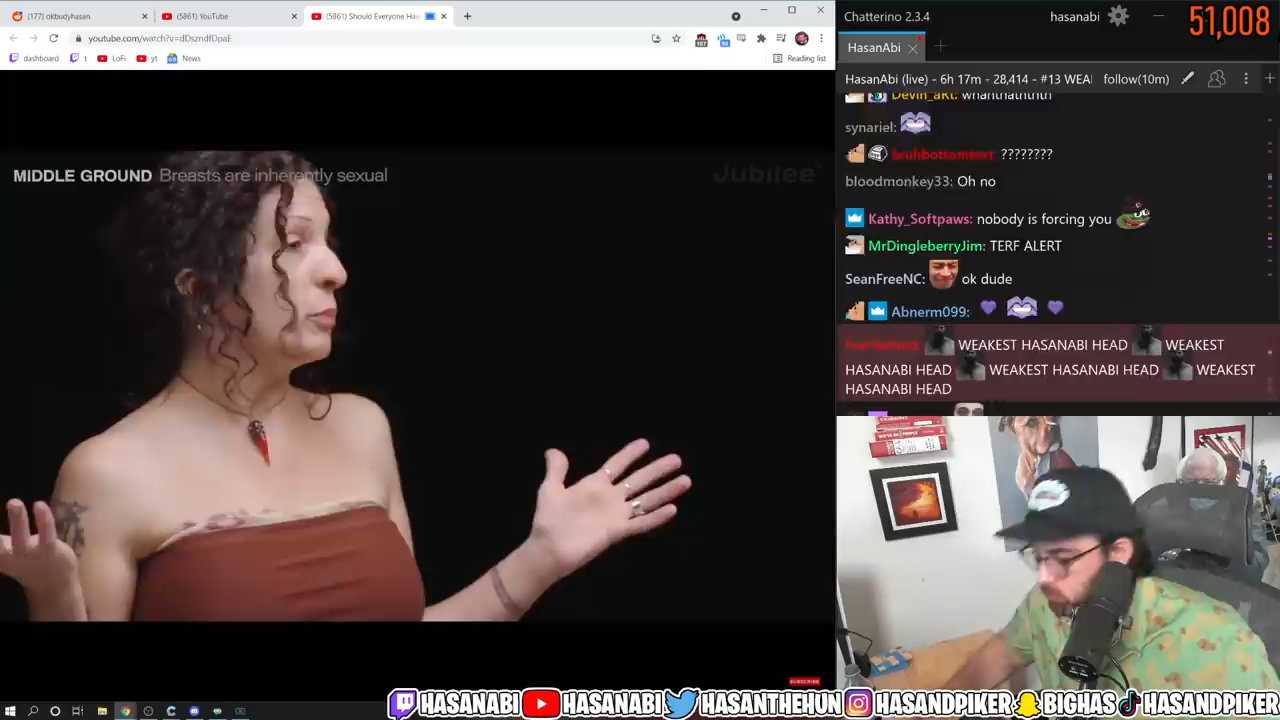 (177) okbudyhasan
(5861) YouTube
(5861) Should Everyone Hav
youtube.com/watch?v=dDszndfDpaE
dashboard
t
LoFi
yt
News
Reading list
MIDDLE GROUND Breasts are inherently sexual
Jubilee
SUBSCRIBE
Chatterino 2.3.4
hasanabi
51,008
HasanAbi
HasanAbi (live) - 6h 17m - 28,414 - #13 WEA
follow(10m)
Devin_aRt: whanthaththth
synariel:
bruhbottomtext: ????????
bloodmonkey33: Oh no
Kathy_Softpaws: nobody is forcing you
MrDingleberryJim: TERF ALERT
SeanFreeNC: ok dude
Abnerm099:
WEAKEST HASANABI HEAD WEAKEST
HASANABI HEAD WEAKEST HASANABI HEAD WEAKEST
HASANABI HEAD
HASANABI HASANABI HASANTHEHUN HASANDPIKER BIGHAS HASANDPIKER